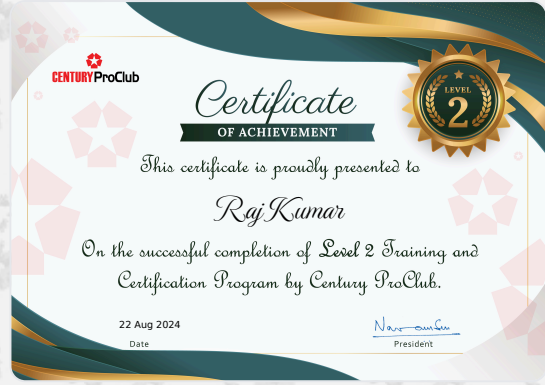 CENTURY ProClub
Certificate
OF ACHIEVEMENT
LEVEL
2
This certificate is proudly presented to
Raj Kumar
On the successful completion of Level 2 Training and
Certification Program by Century ProClub.
22 Aug 2024
Date
President